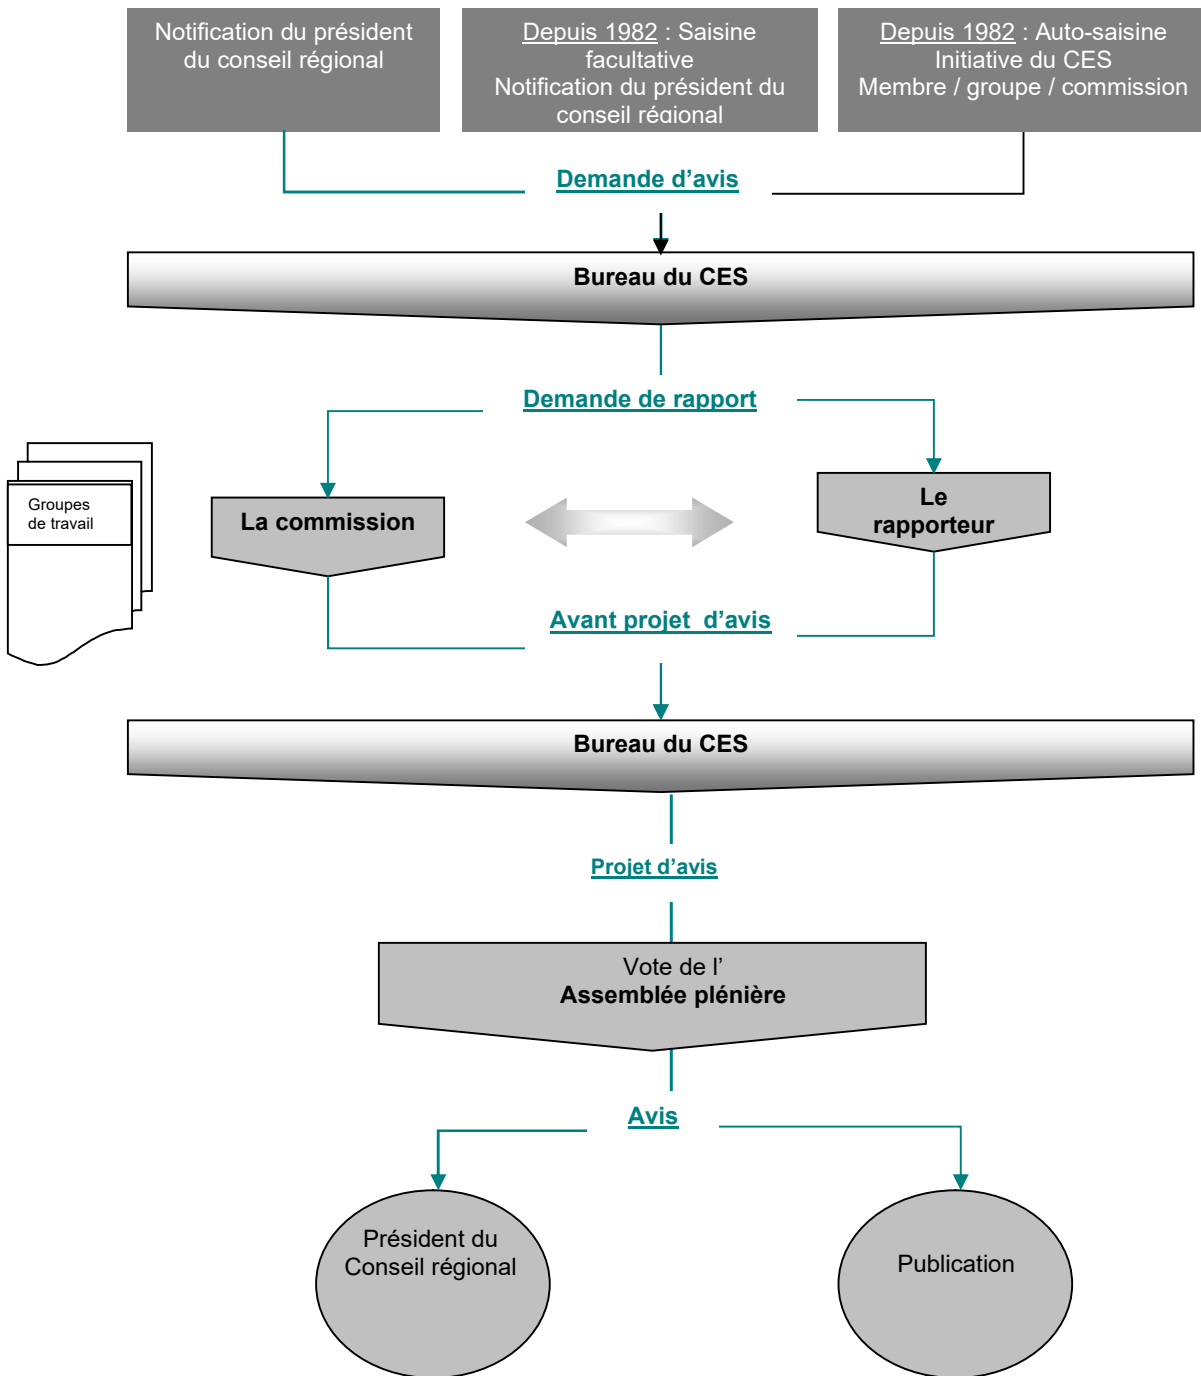 Notification du président
du conseil régional
Depuis 1982 : Saisine
facultative
Notification du président du
conseil régional
Depuis 1982 : Auto-saisine
Initiative du CES
Membre / groupe / commission
Demande d’avis
Bureau du CES
Demande de rapport
Groupes
de travail
La commission
Le
rapporteur
Avant projet d’avis
Bureau du CES
Projet d’avis
Vote de l’
Assemblée plénière
Avis
Président du
Conseil régional
Publication